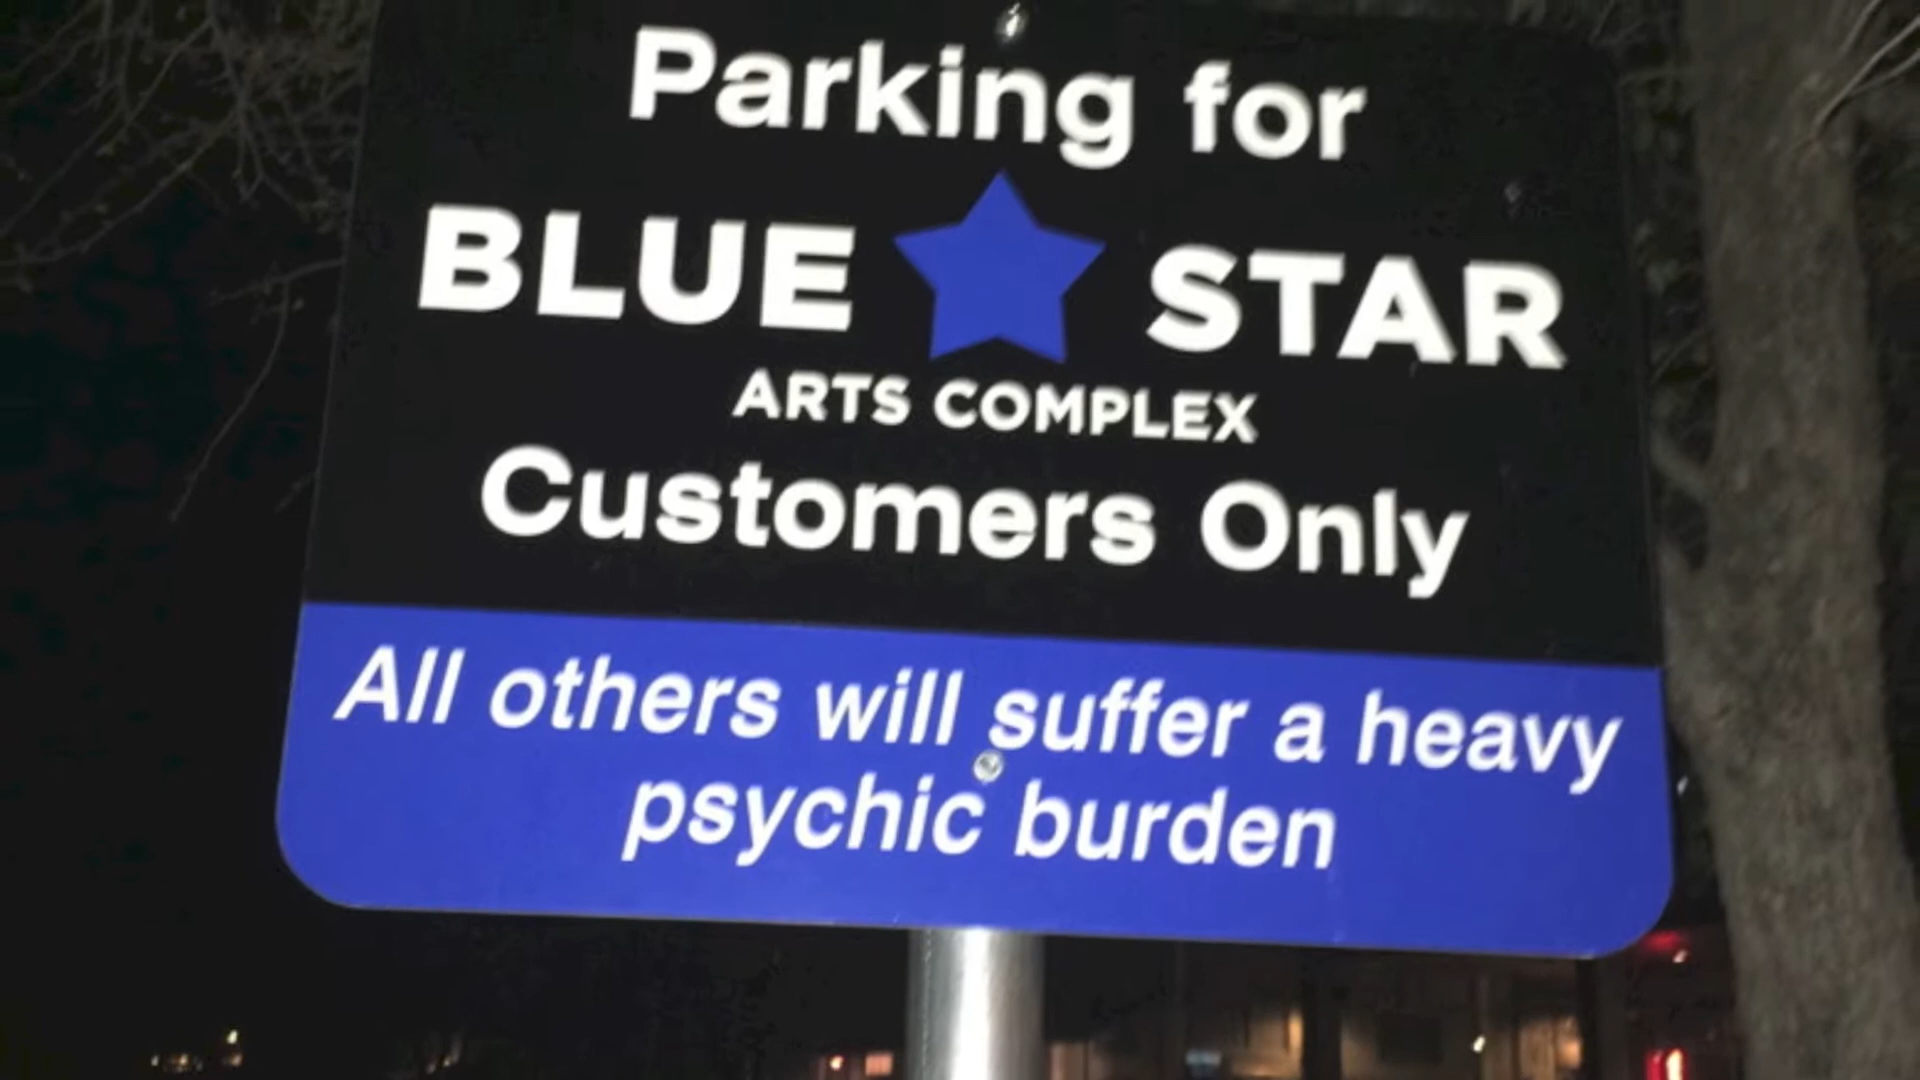 Parking for
BLUE STAR
ARTS COMPLEX
Customers Only
All others will suffer a heavy
psychic burden